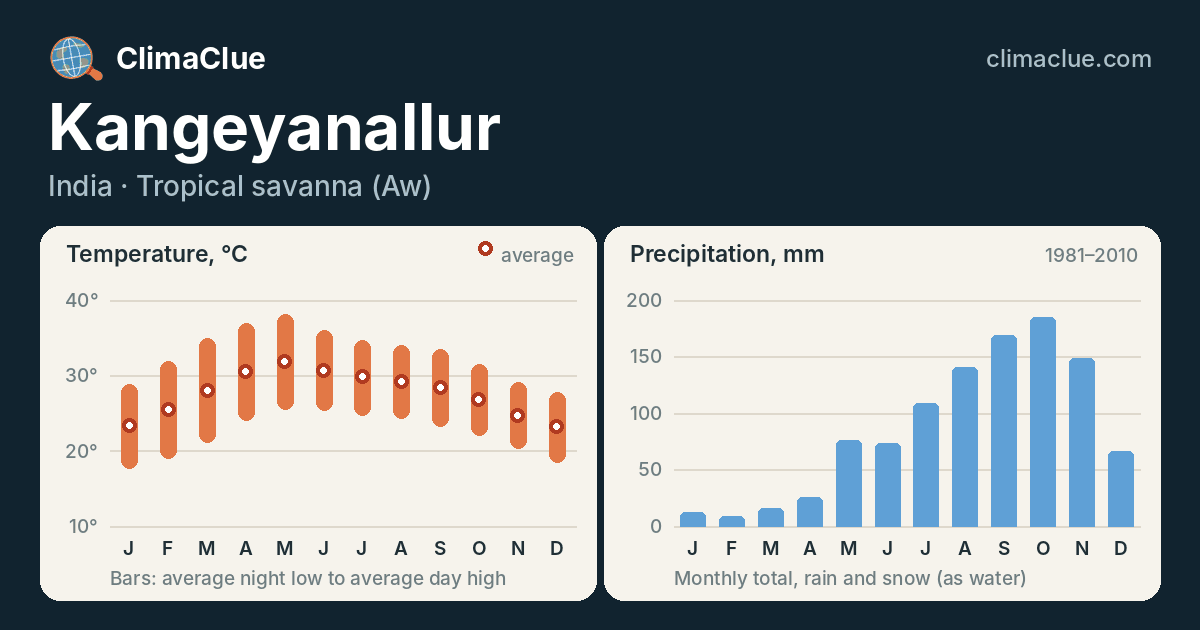 ClimaClue
climaclue.com
Kangeyanallur
India · Tropical savanna (Aw)
Temperature, °C
average
40°
30°
20°
10°
J F M A M J J A S O N D
Bars: average night low to average day high
Precipitation, mm
1981–2010
200
150
100
50
0
J F M A M J J A S O N D
Monthly total, rain and snow (as water)